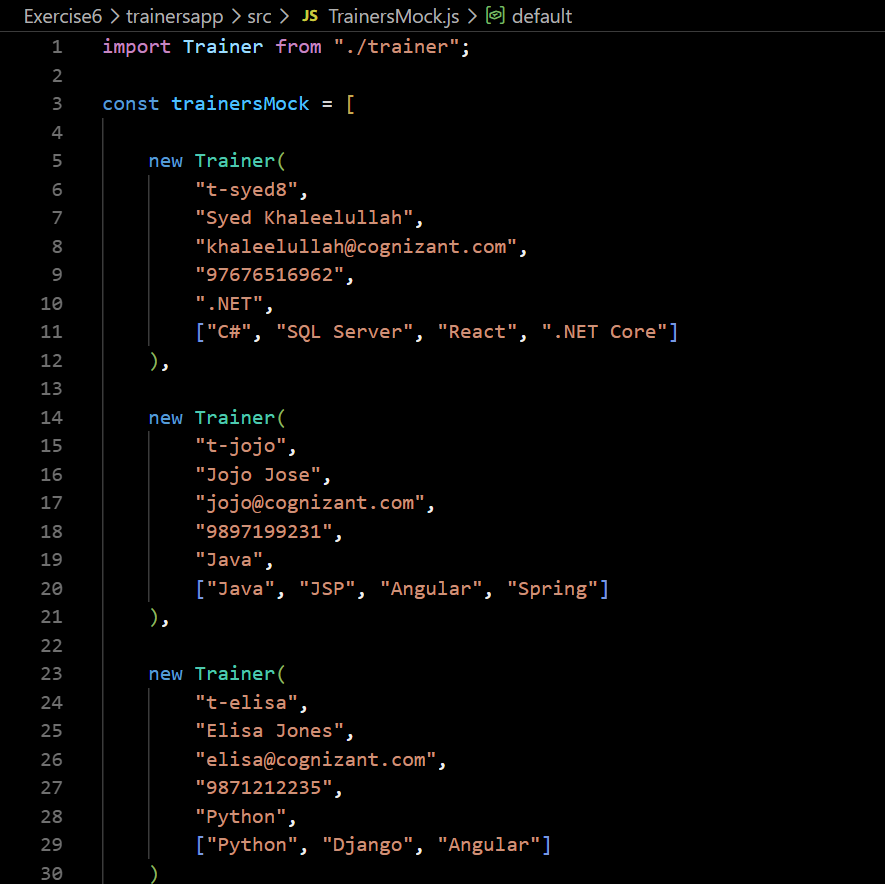 Exercise6 > trainersapp > src > JS TrainersMock.js > default
1 import Trainer from "./trainer";
2
3 const trainersMock = [
4
5     new Trainer(
6         "t-syed8",
7         "Syed Khaleelullah",
8         "khaleelullah@cognizant.com",
9         "97676516962",
10         ".NET",
11         ["C#", "SQL Server", "React", ".NET Core"]
12     ),
13
14     new Trainer(
15         "t-jojo",
16         "Jojo Jose",
17         "jojo@cognizant.com",
18         "9897199231",
19         "Java",
20         ["Java", "JSP", "Angular", "Spring"]
21     ),
22
23     new Trainer(
24         "t-elisa",
25         "Elisa Jones",
26         "elisa@cognizant.com",
27         "9871212235",
28         "Python",
29         ["Python", "Django", "Angular"]
30     )